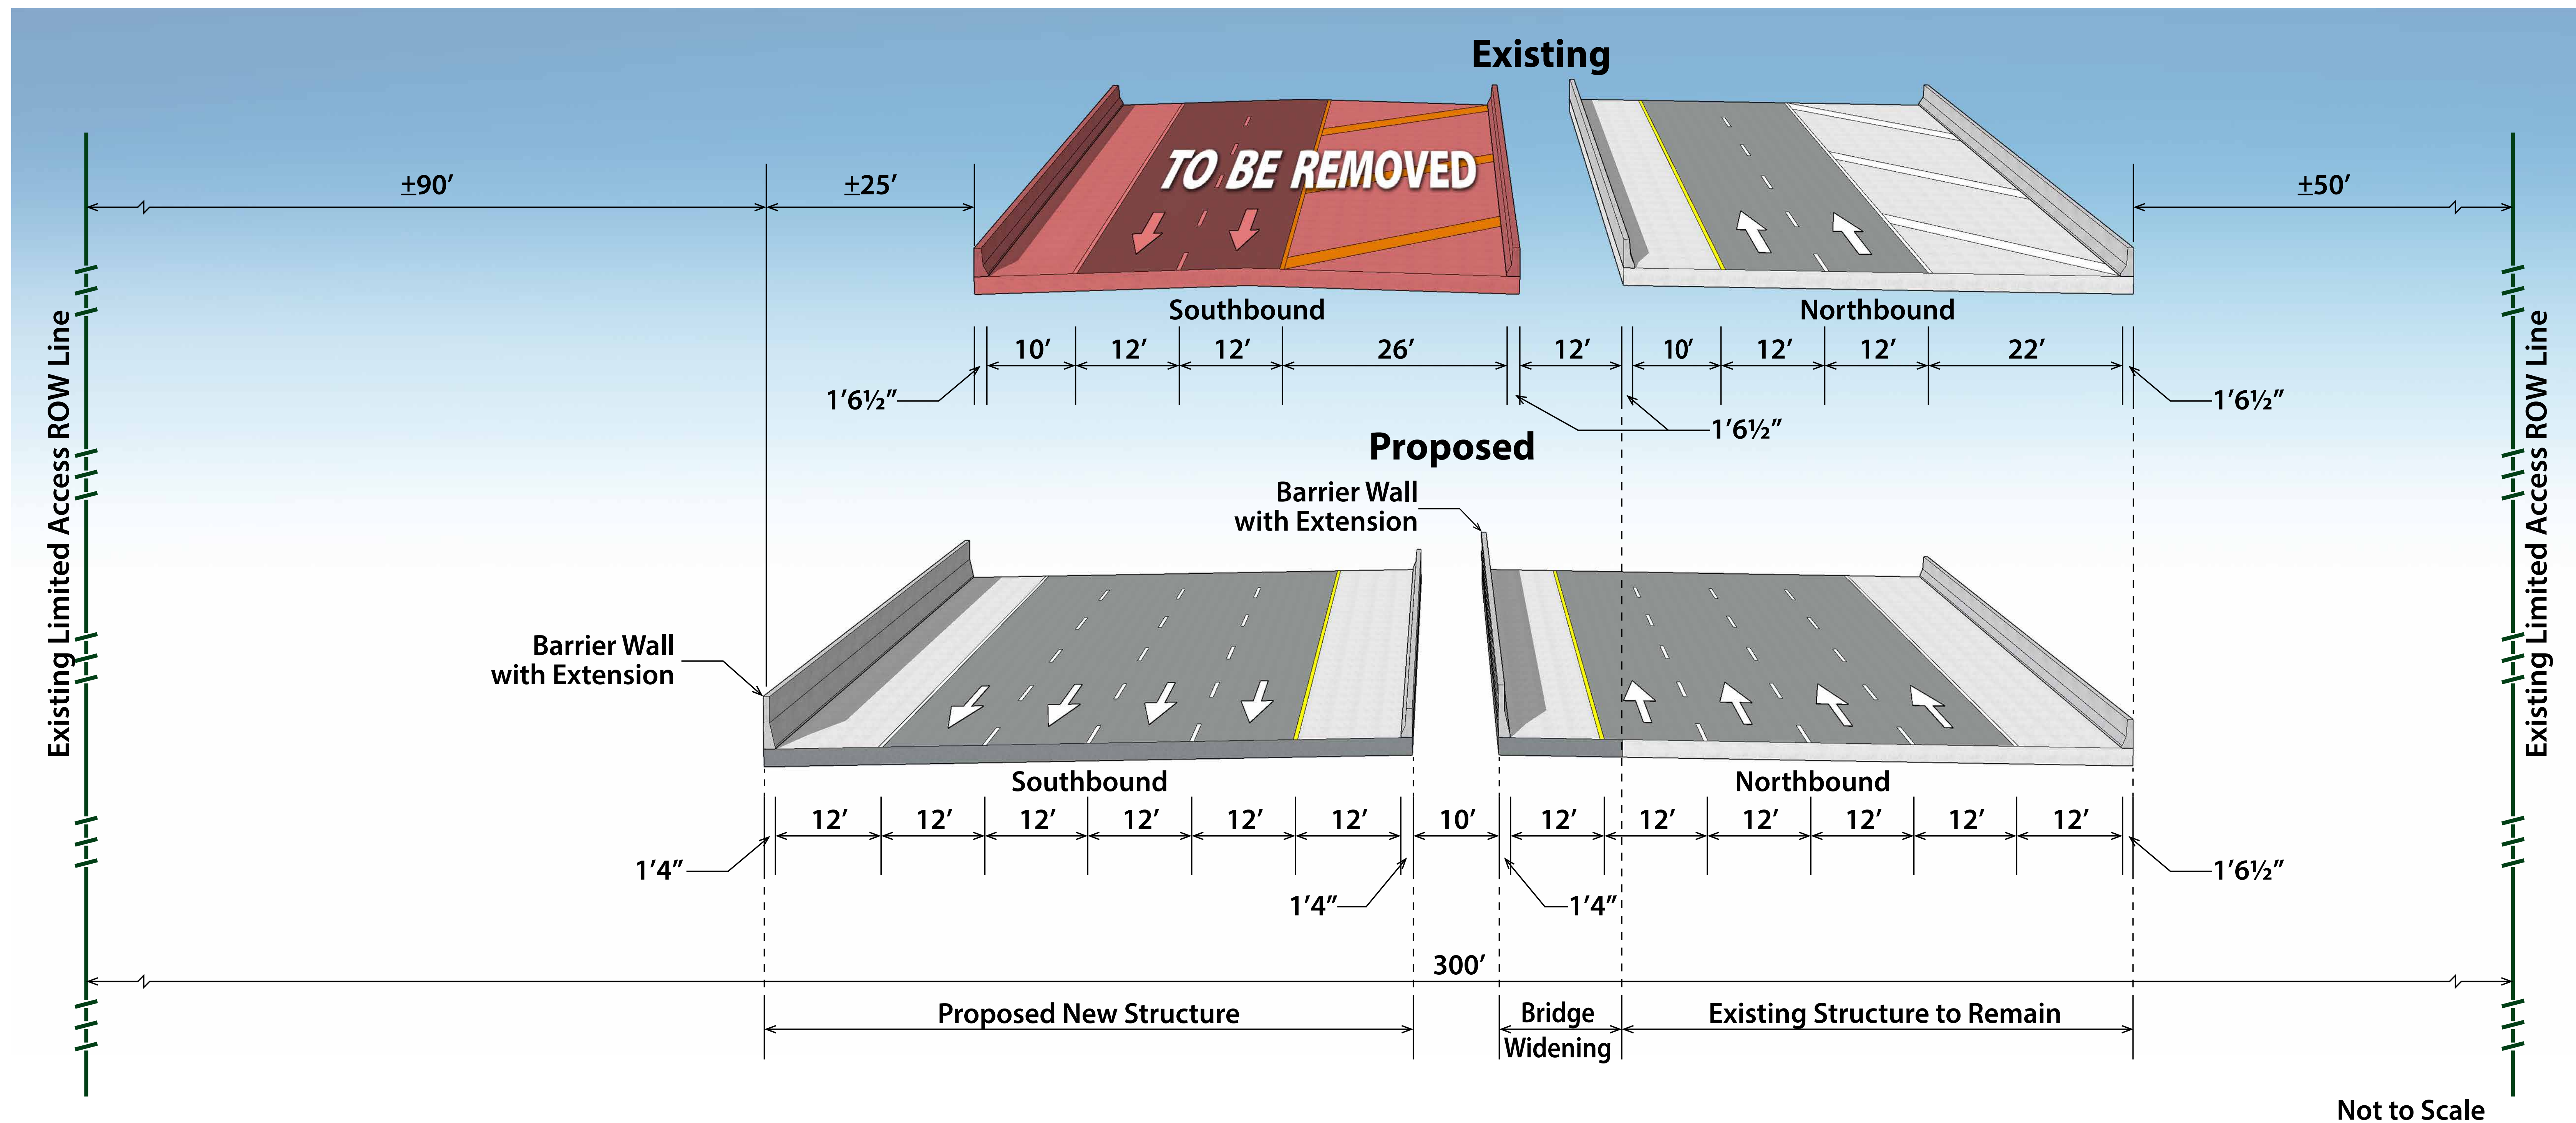 Existing
TO BE REMOVED
±90’
±25’
±50’
Southbound
Northbound
10’ 12’ 12’ 26’ 12’ 10’ 12’ 12’ 22’
1’6½”
1’6½”
1’6½”
Proposed
Barrier Wall
with Extension
Barrier Wall
with Extension
Existing Limited Access ROW Line
Existing Limited Access ROW Line
Southbound
Northbound
12’ 12’ 12’ 12’ 12’ 12’ 10’ 12’ 12’ 12’ 12’ 12’ 12’
1’4”
1’6½”
1’4”
1’4”
300’
Proposed New Structure
Bridge
Widening
Existing Structure to Remain
Not to Scale